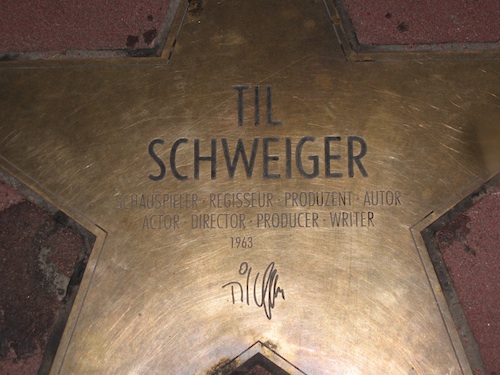 TIL
SCHWEIGER
SCHAUSPIELER · REGISSEUR · PRODUZENT · AUTOR
ACTOR · DIRECTOR · PRODUCER · WRITER
1963